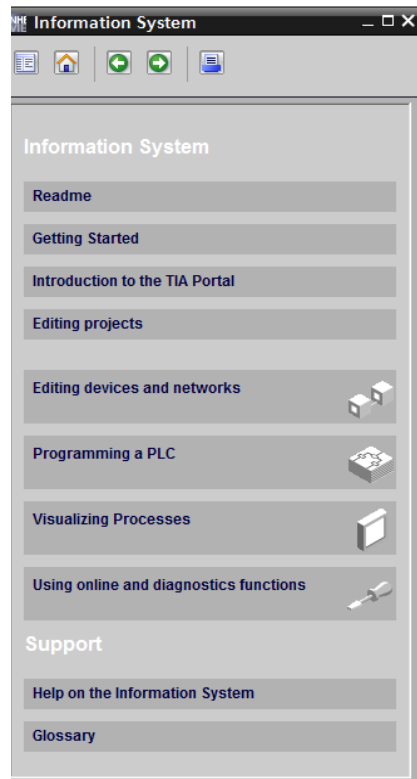 Information System
Information System
Readme
Getting Started
Introduction to the TIA Portal
Editing projects
Editing devices and networks
Programming a PLC
Visualizing Processes
Using online and diagnostics functions
Support
Help on the Information System
Glossary